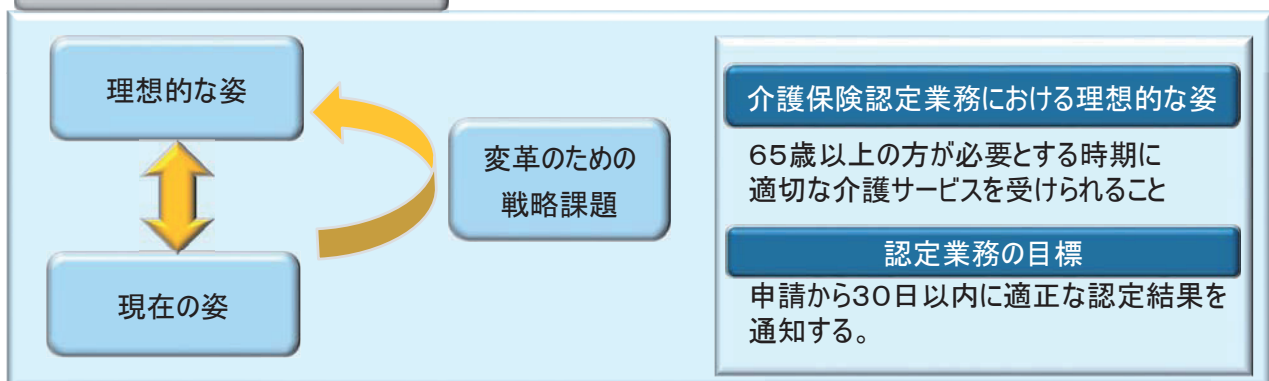 理想的な姿
変革のための
戦略課題
現在の姿
介護保険認定業務における理想的な姿
65歳以上の方が必要とする時期に
適切な介護サービスを受けられること
認定業務の目標
申請から30日以内に適正な認定結果を
通知する。